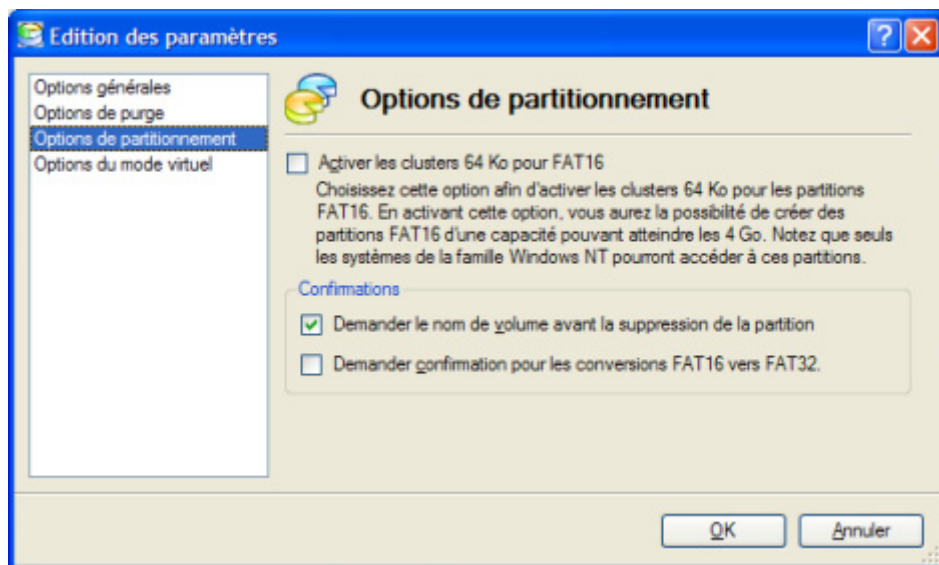 Edition des paramètres
Options générales
Options de purge
Options de partitionnement
Options du mode virtuel
Options de partitionnement
Activer les clusters 64 Ko pour FAT16
Choisissez cette option afin d'activer les clusters 64 Ko pour les partitions
FAT16. En activant cette option, vous aurez la possibilité de créer des
partitions FAT16 d'une capacité pouvant atteindre les 4 Go. Notez que seuls
les systèmes de la famille Windows NT pourront accéder à ces partitions.
Confirmations
Demander le nom de volume avant la suppression de la partition
Demander confirmation pour les conversions FAT16 vers FAT32.
OK
Annuler